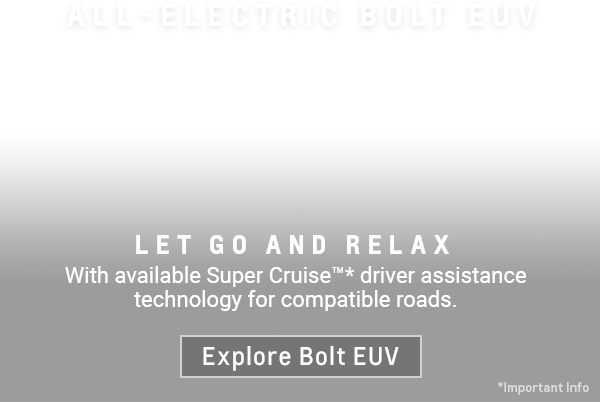 ALL-ELECTRIC BOLT EUV
LET GO AND RELAX
With available Super Cruise™* driver assistance
technology for compatible roads.
Explore Bolt EUV
*Important Info